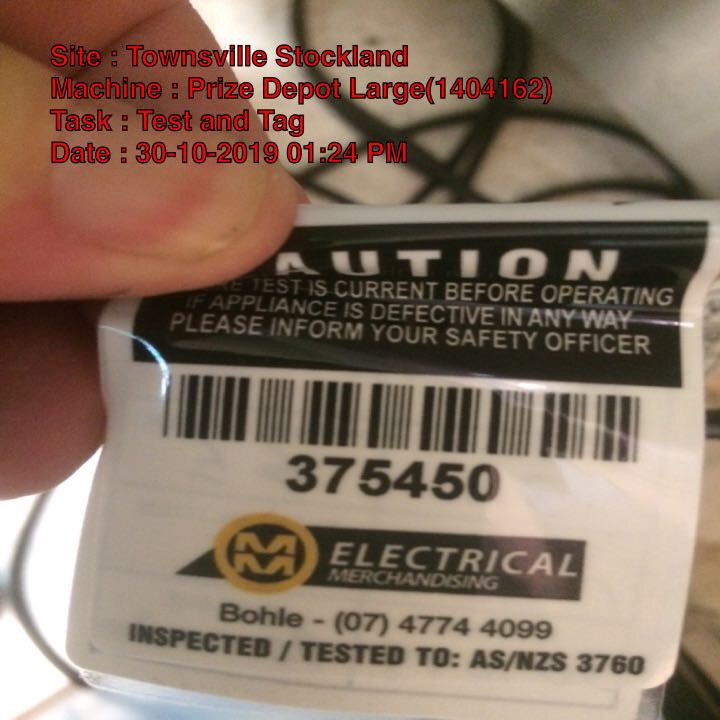 Site : Townsville Stockland
Machine : Prize Depot Large(1404162)
Task : Test and Tag
Date : 30-10-2019 01:24 PM
AUTION
TEST IS CURRENT BEFORE OPERATING
IF APPLIANCE IS DEFECTIVE IN ANY WAY
PLEASE INFORM YOUR SAFETY OFFICER
375450
MM ELECTRICAL
MERCHANDISING
Bohle - (07) 4774 4099
INSPECTED / TESTED TO: AS/NZS 3760